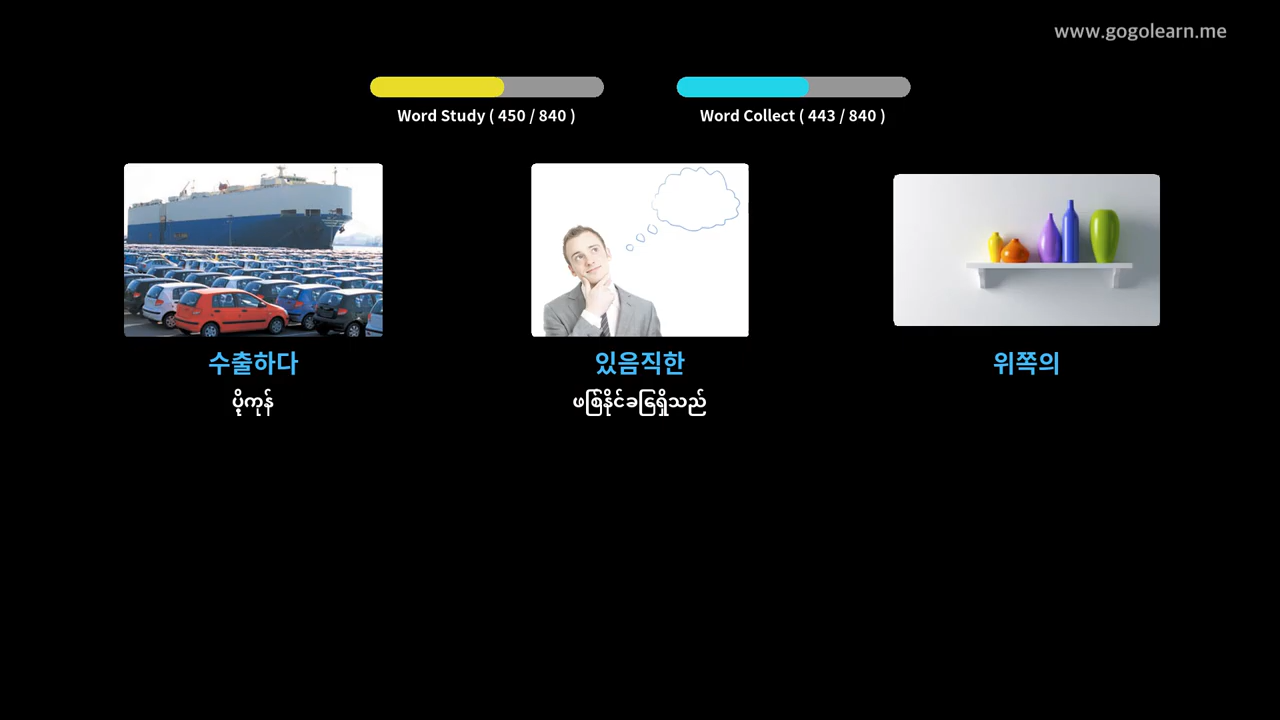 www.gogolearn.me
Word Study ( 450 / 840 )
Word Collect ( 443 / 840 )
수출하다
ပို့ကုန်
있음직한
ဖြစ်နိုင်ခြေရှိသည်
위쪽의